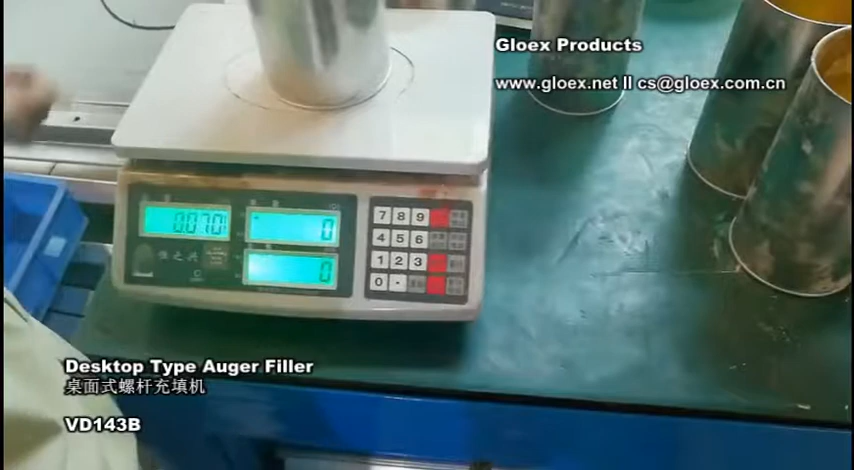 Gloex Products
www.gloex.net ll cs@gloex.com.cn
0.070
0
0
7 8 9
4 5 6
1 2 3
0 .
Desktop Type Auger Filler
桌面式螺杆充填机
VD143B